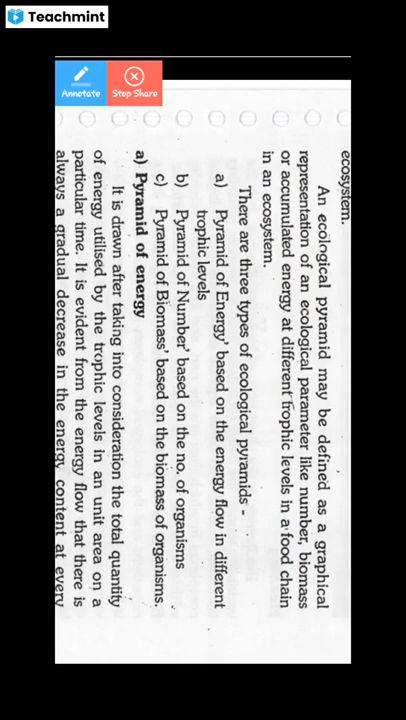 Teachmint
Annotate
Stop Share
ecosystem.
An ecological pyramid may be defined as a graphical
representation of an ecological parameter like number, biomass
or accumulated energy at different trophic levels in a food chain
in an ecosystem.
There are three types of ecological pyramids -
a) Pyramid of Energy' based on the energy flow in different
trophic levels
b) Pyramid of Number' based on the no. of organisms
c) Pyramid of Biomass' based on the biomass of organisms.
a) Pyramid of energy
It is drawn after taking into consideration the total quantity
of energy utilised by the trophic levels in an unit area on a
particular time. It is evident from the energy flow that there is
always a gradual decrease in the energy content at every